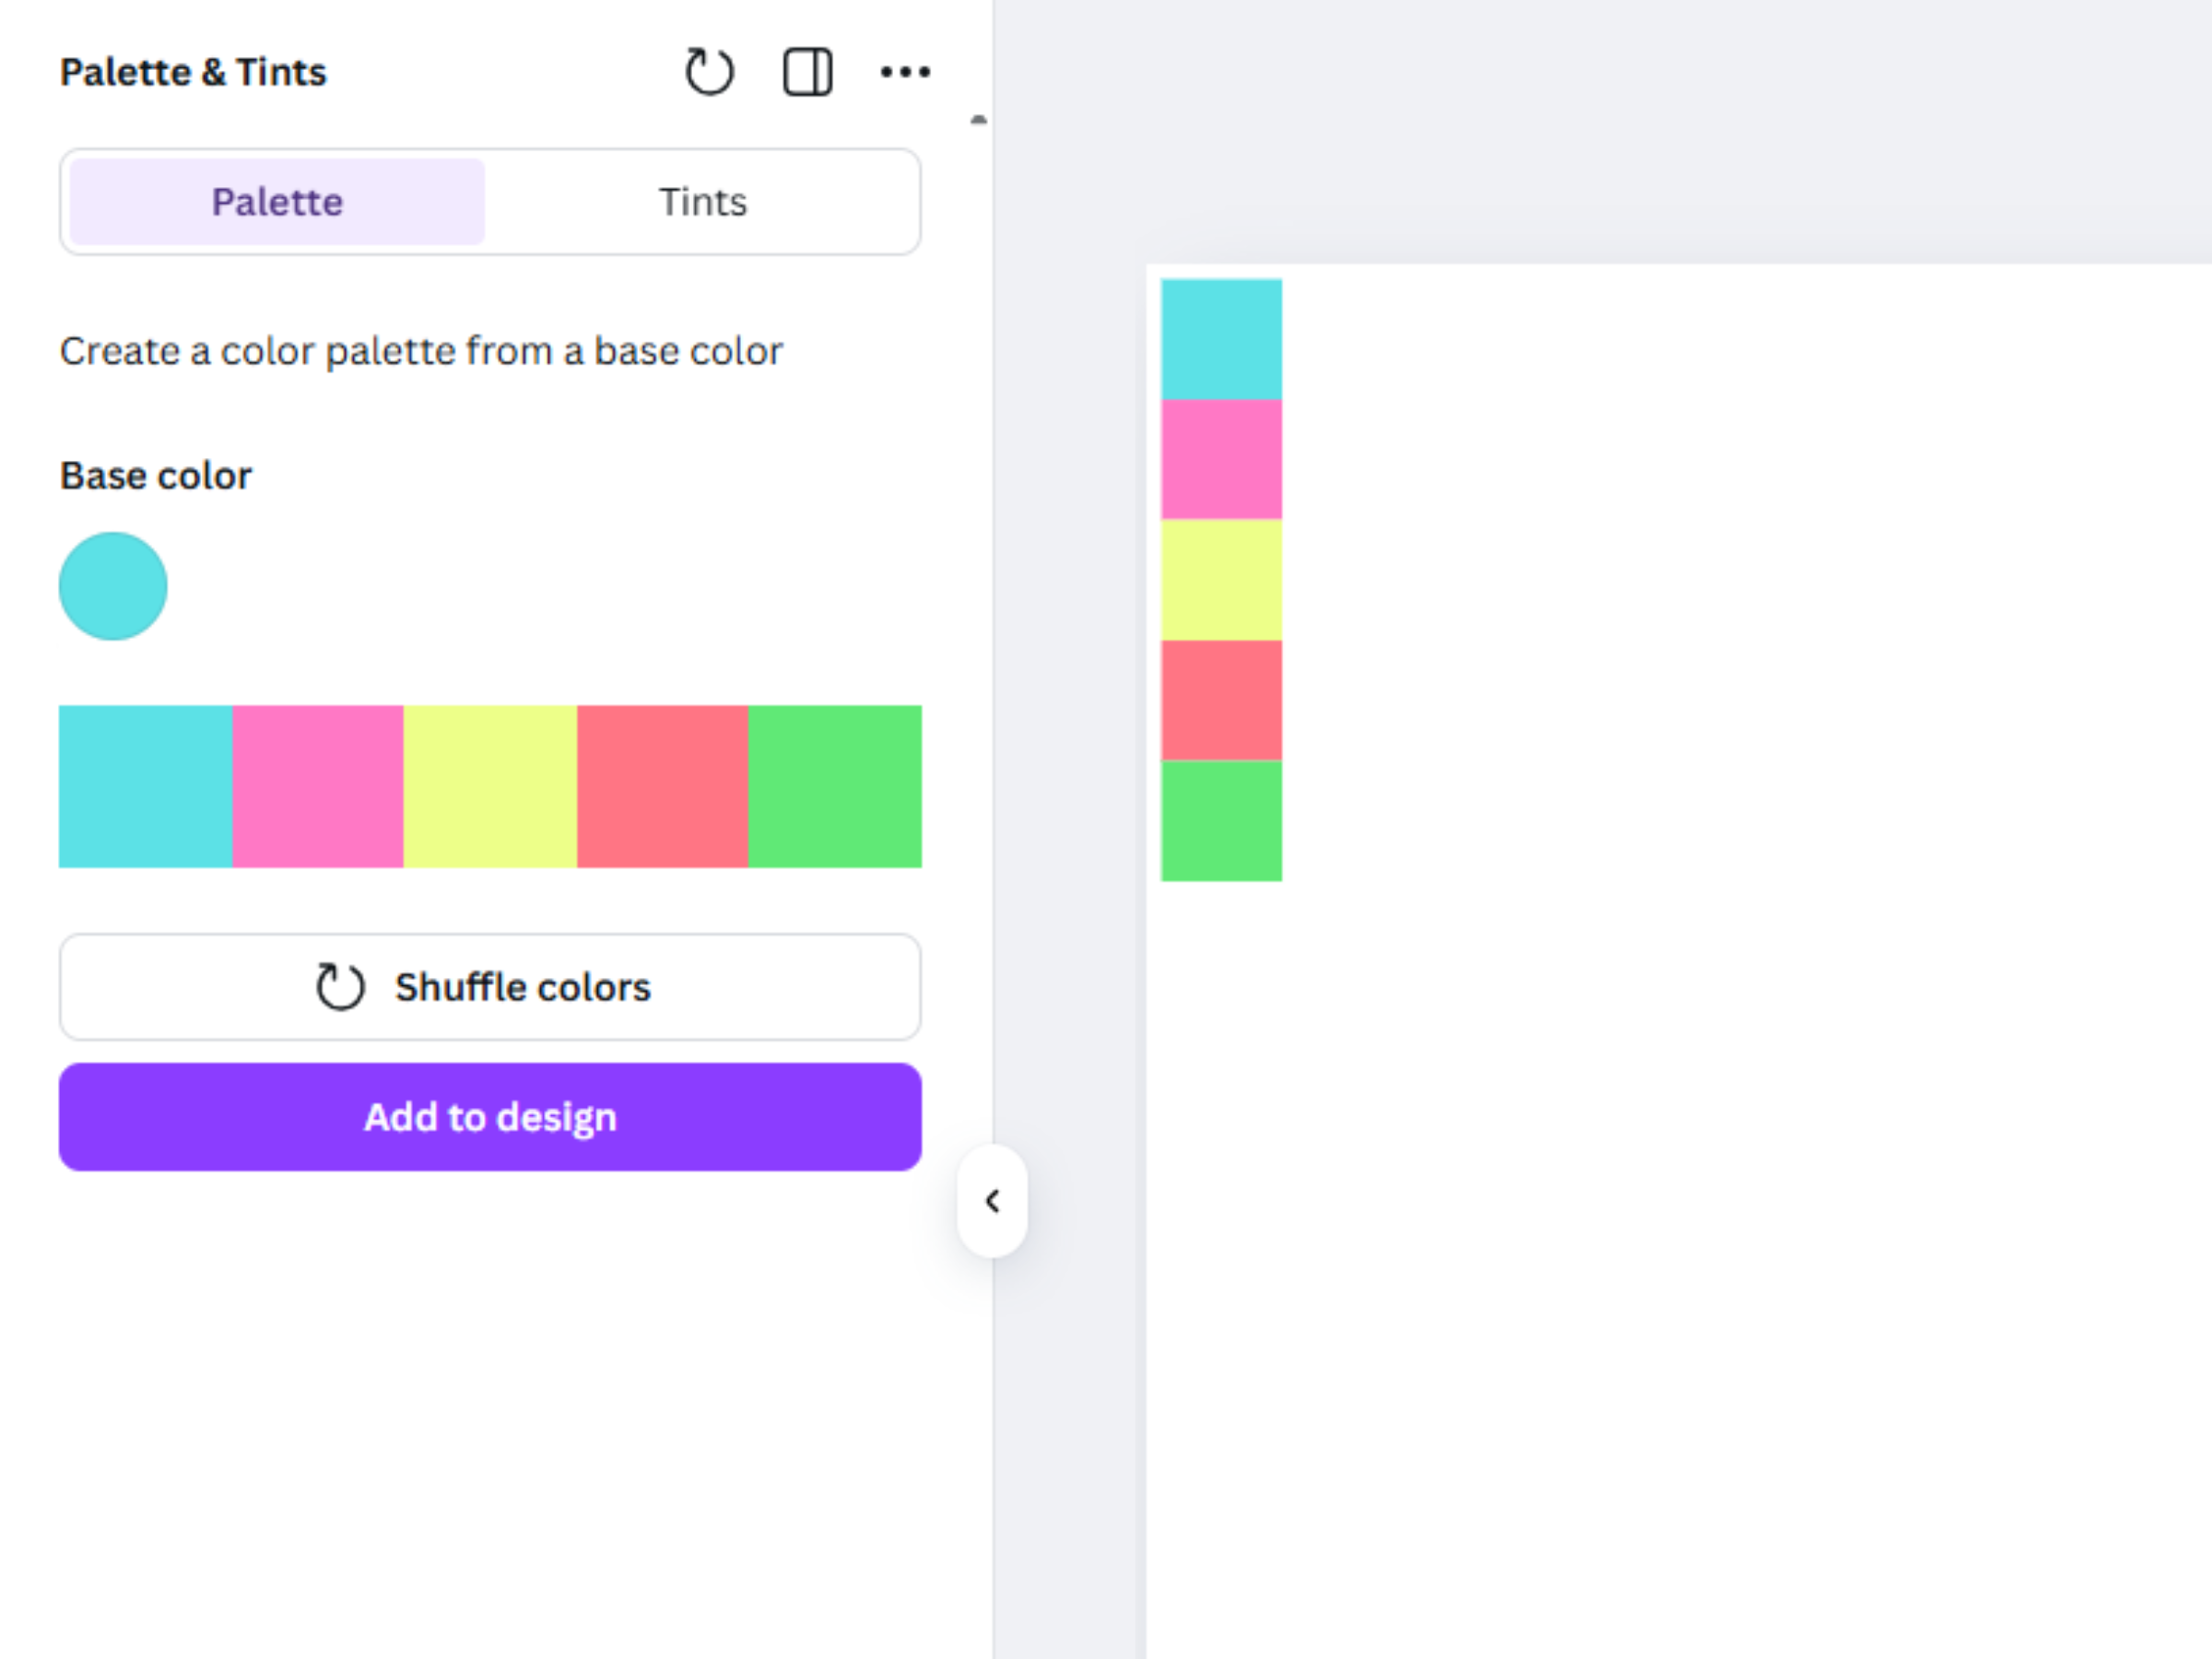 Palette & Tints
Palette
Tints
Create a color palette from a base color
Base color
Shuffle colors
Add to design